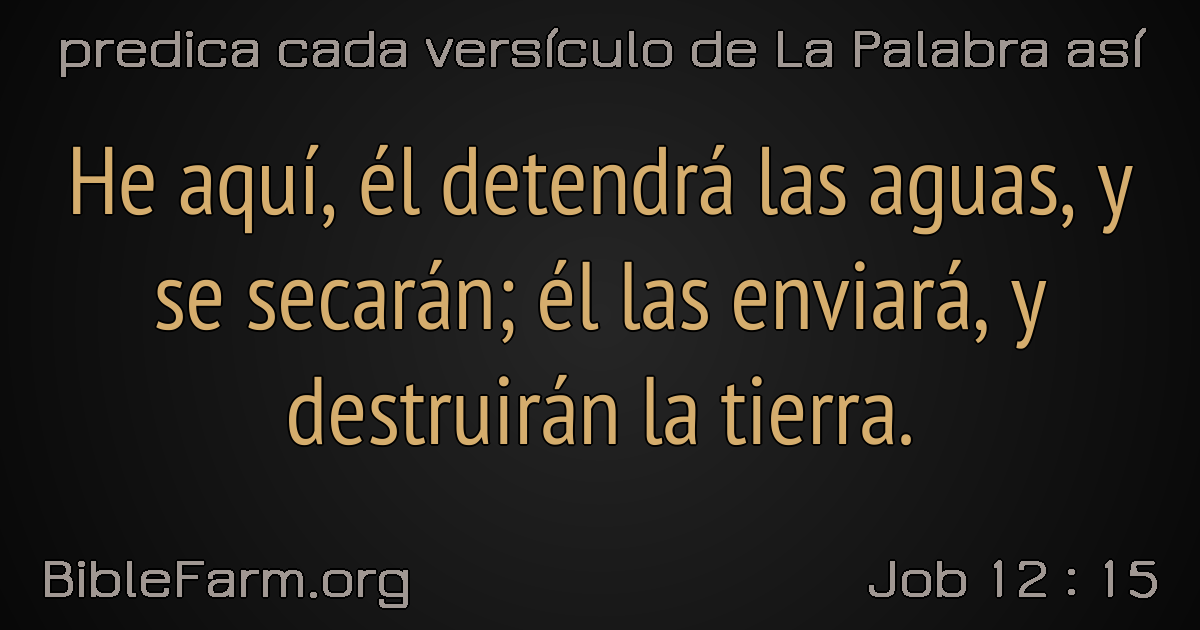 predica cada versículo de La Palabra así
He aquí, él detendrá las aguas, y
se secarán; él las enviará, y
destruirán la tierra.
BibleFarm.org
Job 12 : 15